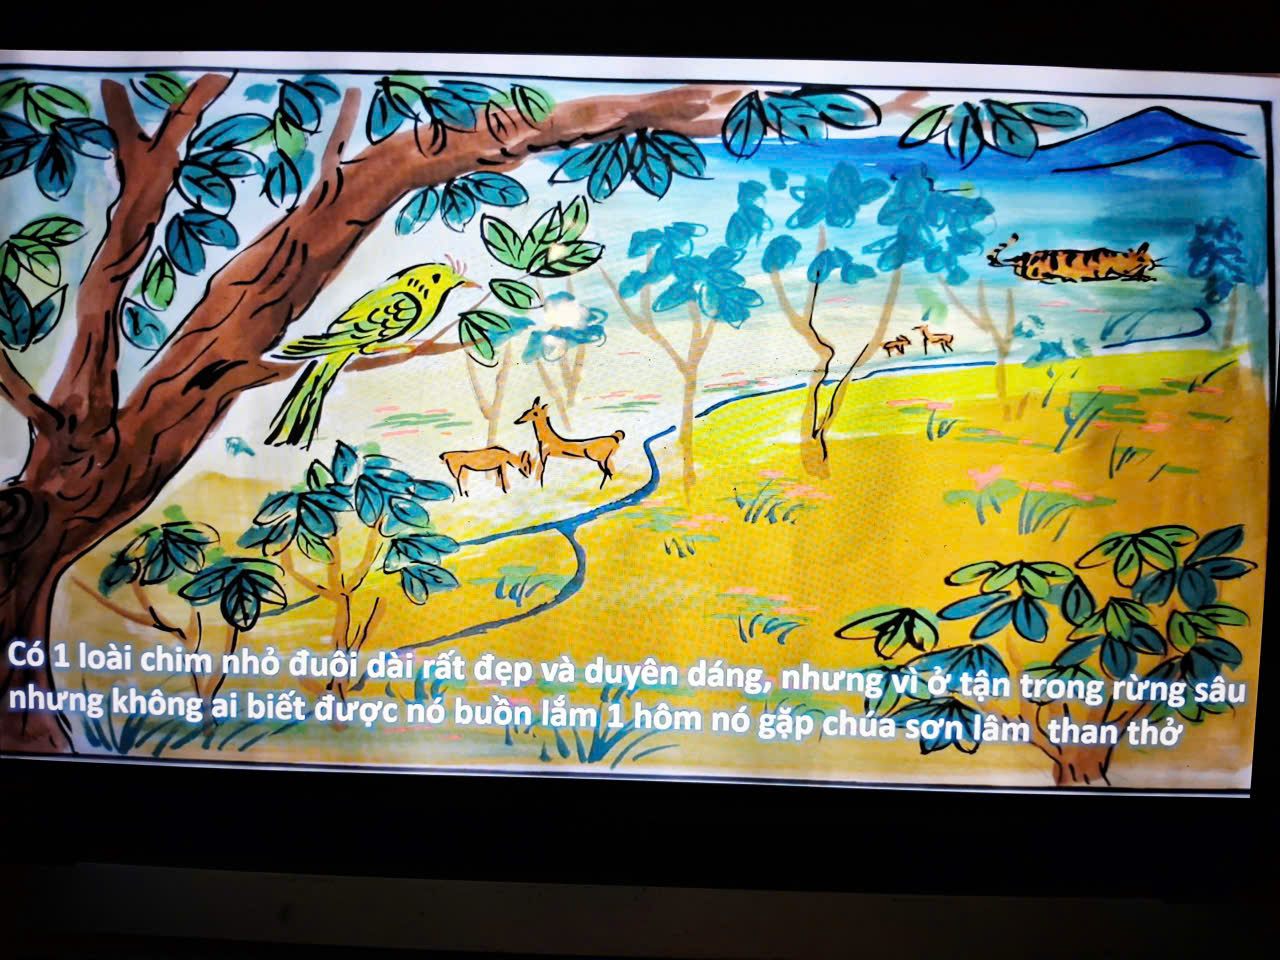 Có 1 loài chim nhỏ đuôi dài rất đẹp và duyên dáng, nhưng vì ở tận trong rừng sâu
nhưng không ai biết được nó buồn lắm 1 hôm nó gặp chúa sơn lâm  than thở